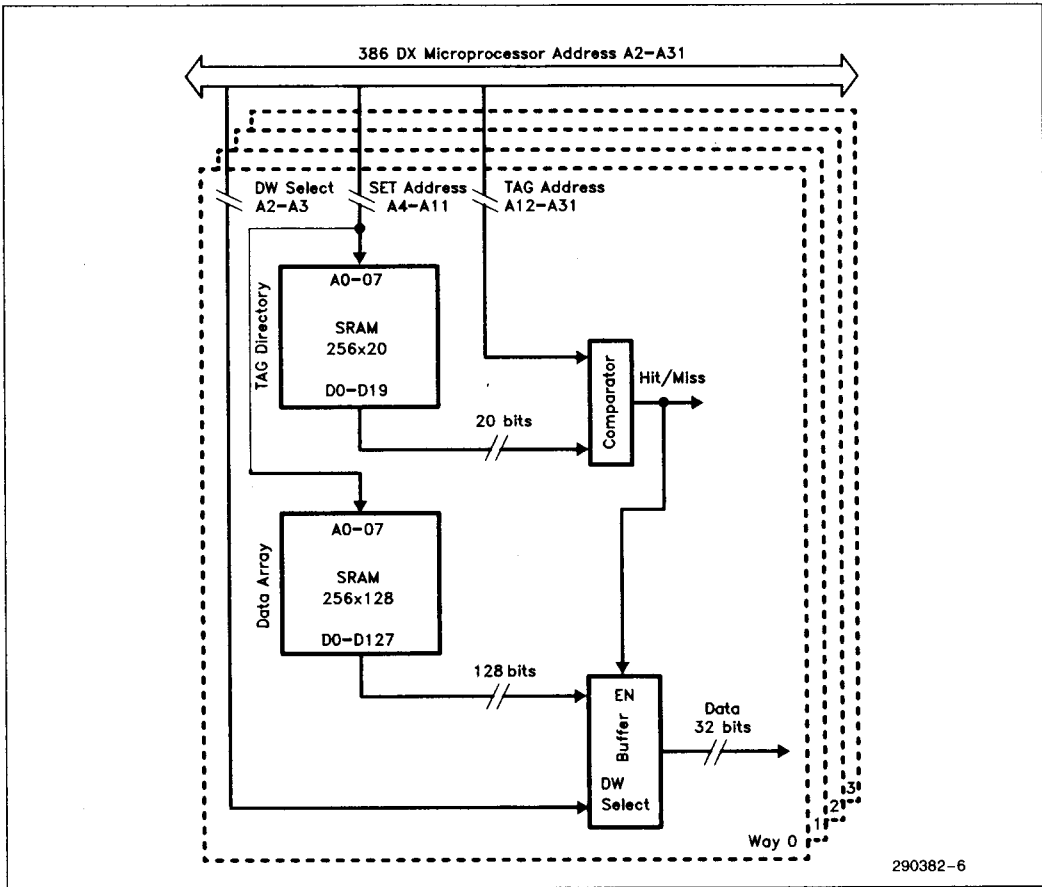 386 DX Microprocessor Address A2-A31
DW Select
A2-A3
SET Address
A4-A11
TAG Address
A12-A31
TAG Directory
A0-07
SRAM
256x20
D0-D19
20 bits
Comparator
Hit/Miss
Data Array
A0-07
SRAM
256x128
D0-D127
128 bits
EN
Buffer
DW
Select
Data
32 bits
Way 0
1
2
3
290382-6